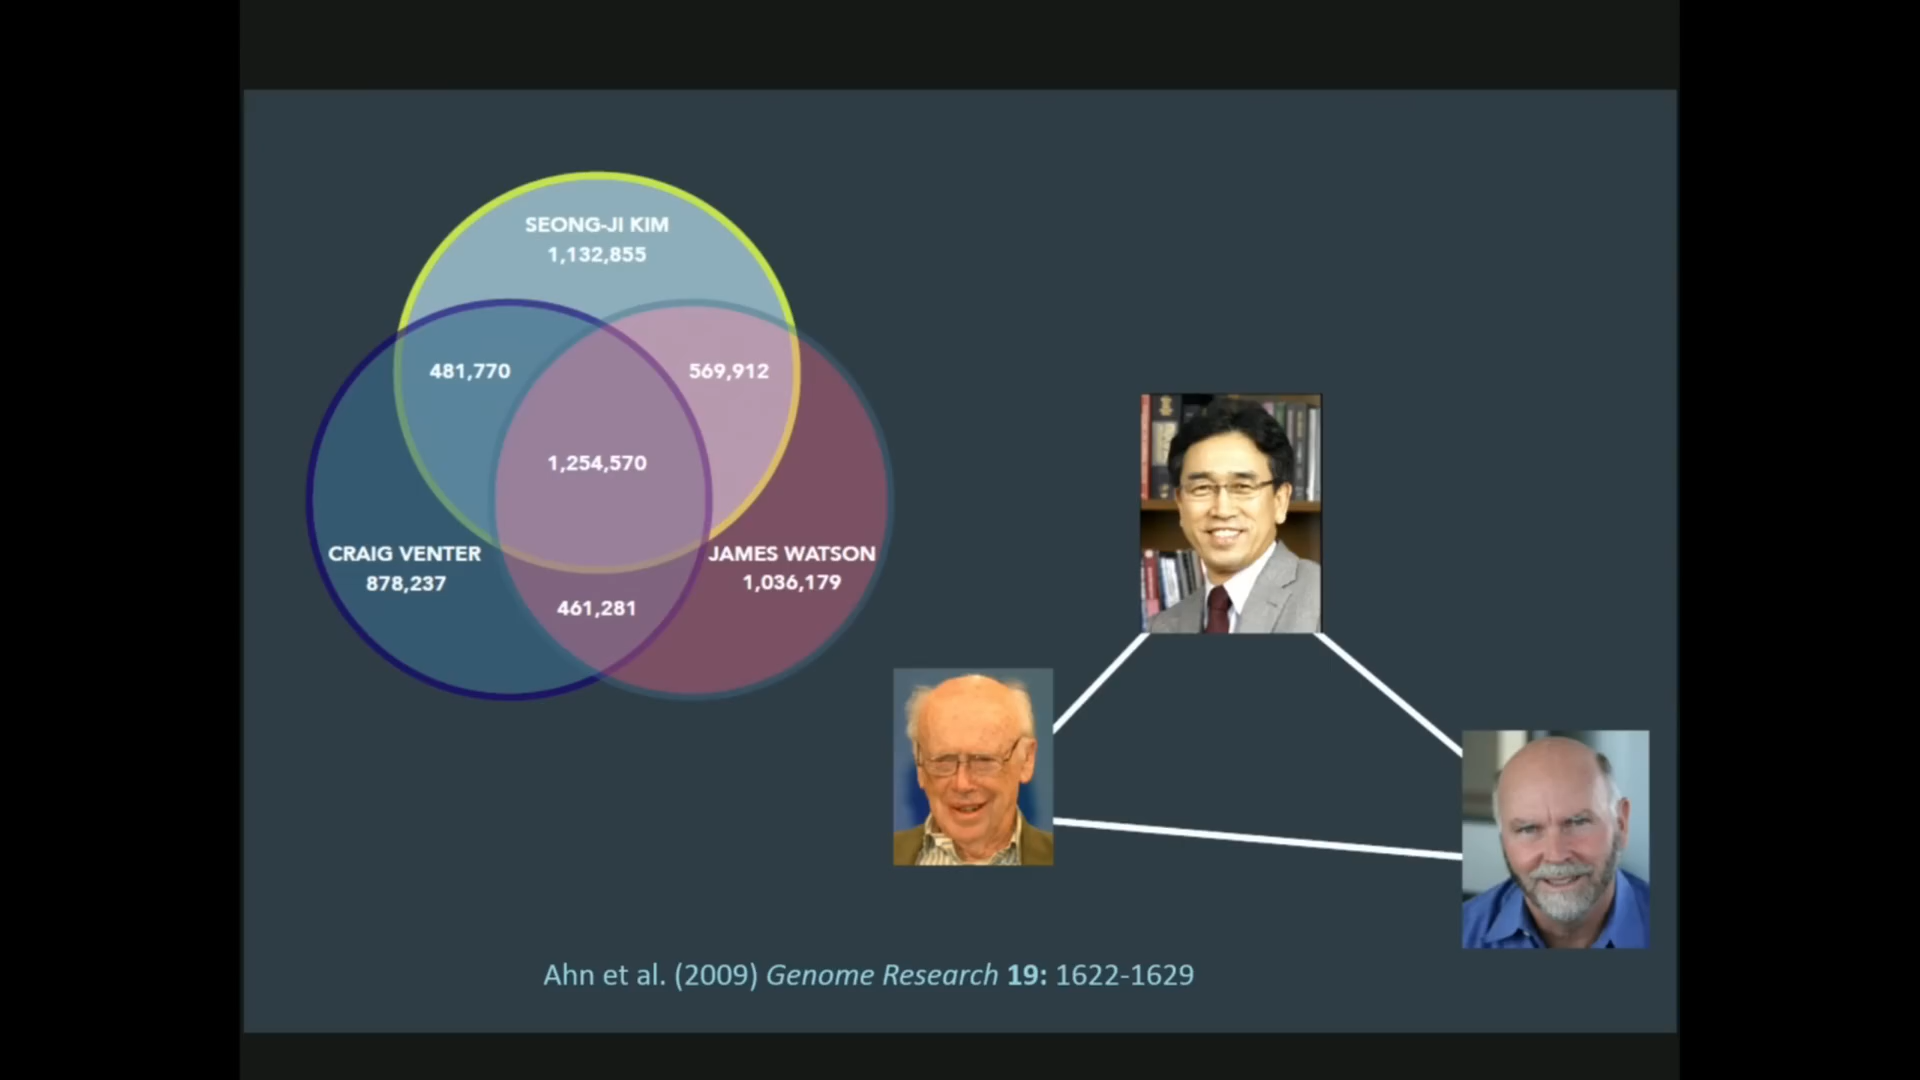 SEONG-JI KIM
1,132,855
481,770
569,912
1,254,570
CRAIG VENTER
878,237
JAMES WATSON
1,036,179
461,281
Ahn et al. (2009) Genome Research 19: 1622-1629